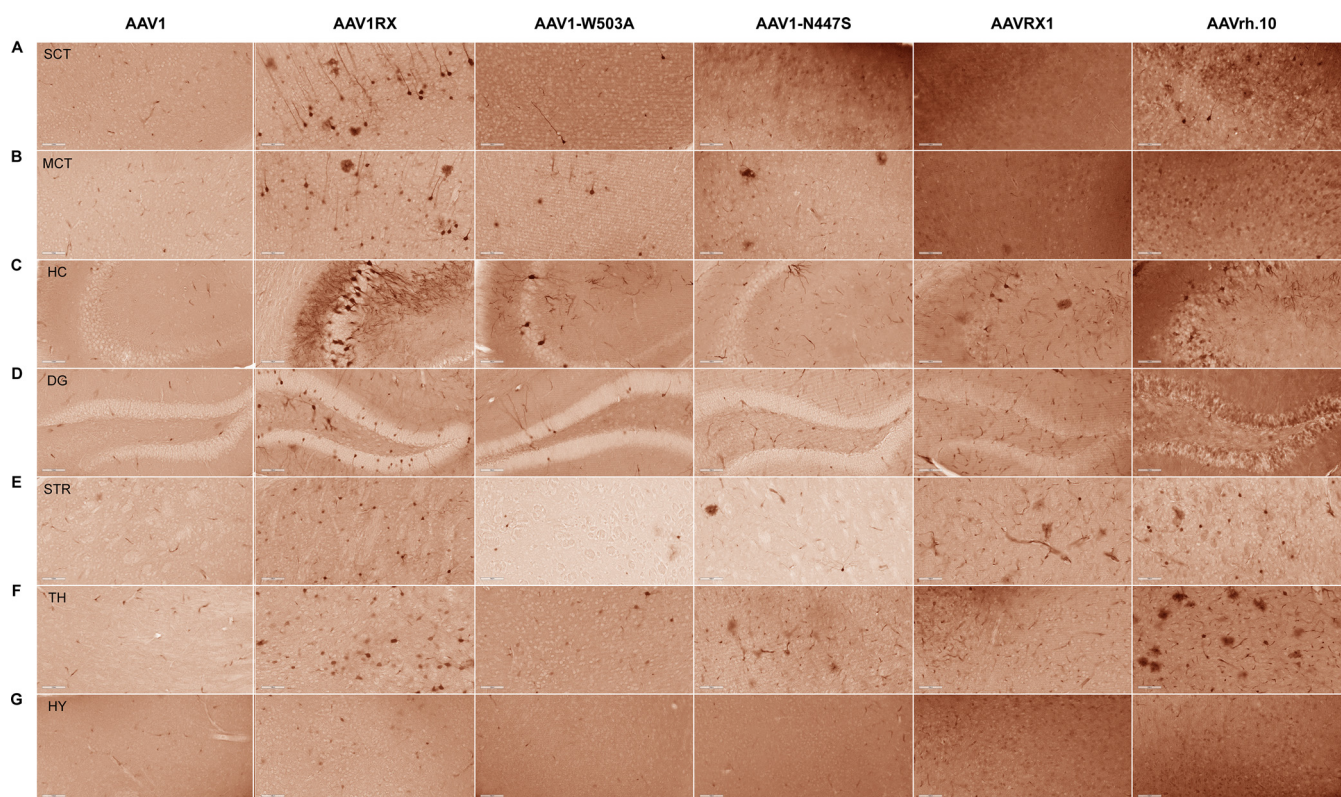 AAV1 AAV1RX AAV1-W503A AAV1-N447S AAVRX1 AAVrh.10
A SCT
B MCT
C HC
D DG
E STR
F TH
G HY